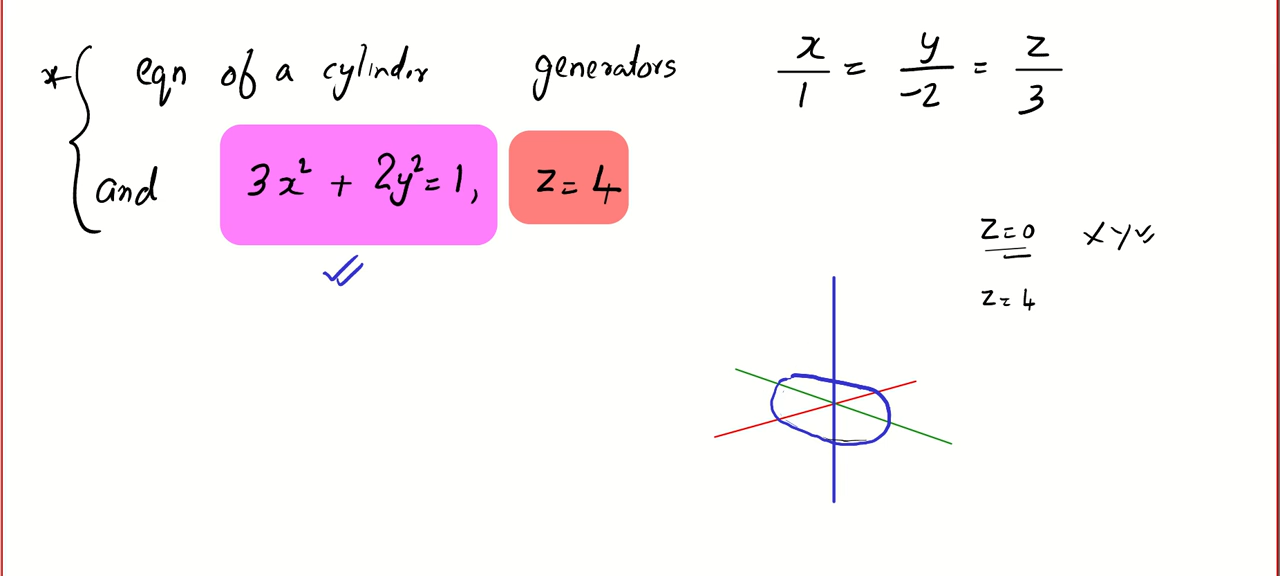 * eqn of a cylinder generators x/1 = y/-2 = z/3
and 3x² + 2y² = 1, z = 4
z = 0 xy
z = 4